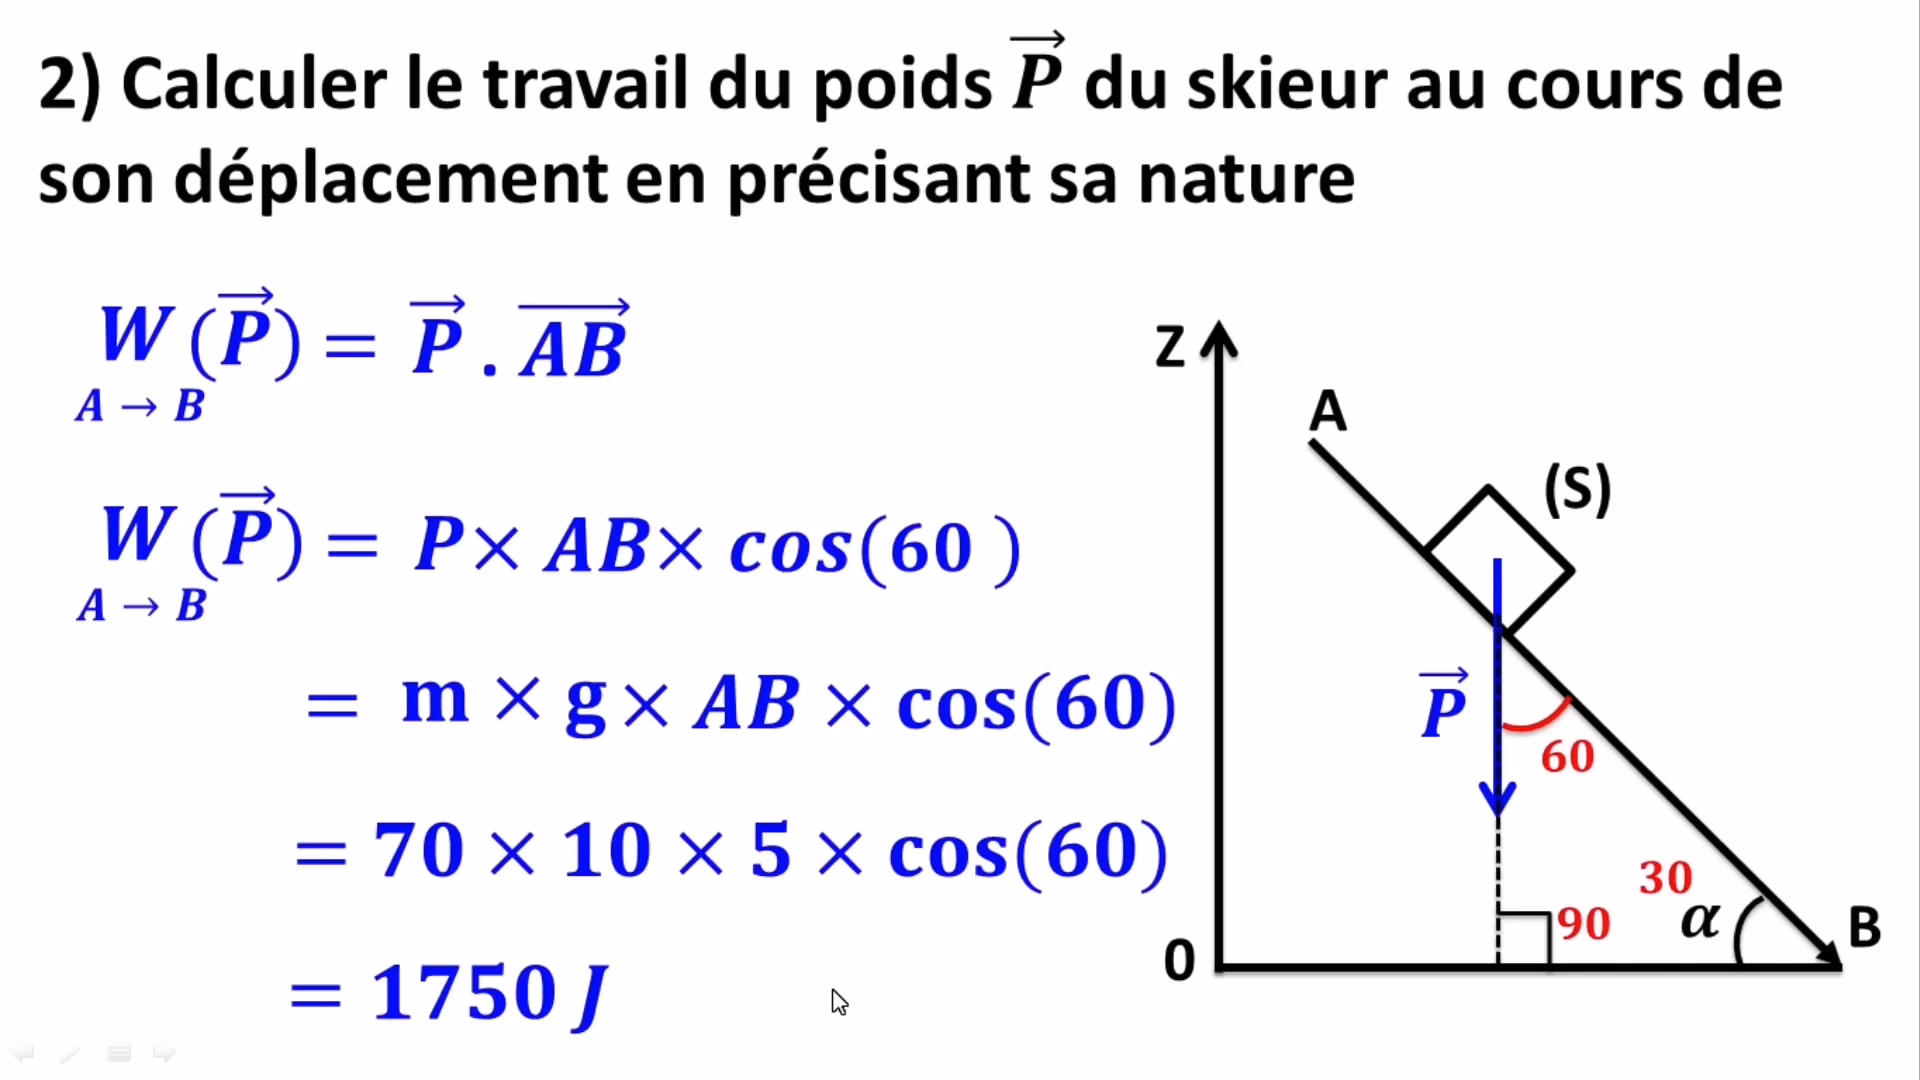 2) Calculer le travail du poids P⃗ du skieur au cours de
son déplacement en précisant sa nature
W (P⃗) = P⃗ . AB⃗
A → B
W (P⃗) = P × AB × cos(60 )
A → B
= m × g × AB × cos(60)
= 70 × 10 × 5 × cos(60)
= 1750 J
Z
A
(S)
P⃗
60
30
90
α
B
0